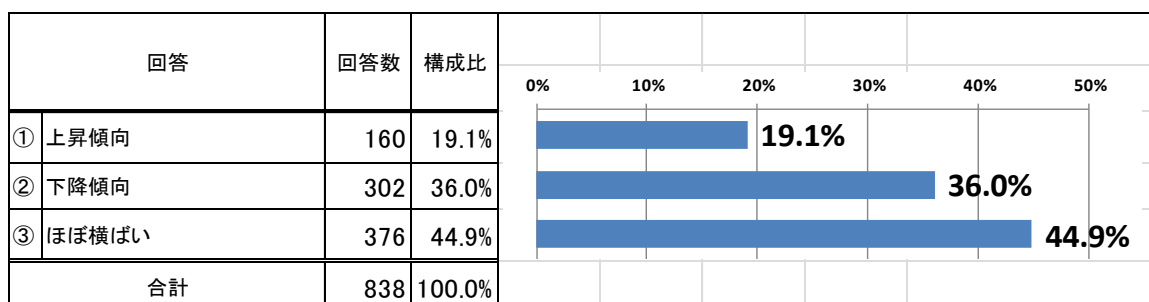 回答 回答数 構成比
0% 10% 20% 30% 40% 50%
① 上昇傾向 160 19.1% 19.1%
② 下降傾向 302 36.0% 36.0%
③ ほぼ横ばい 376 44.9% 44.9%
合計 838 100.0%